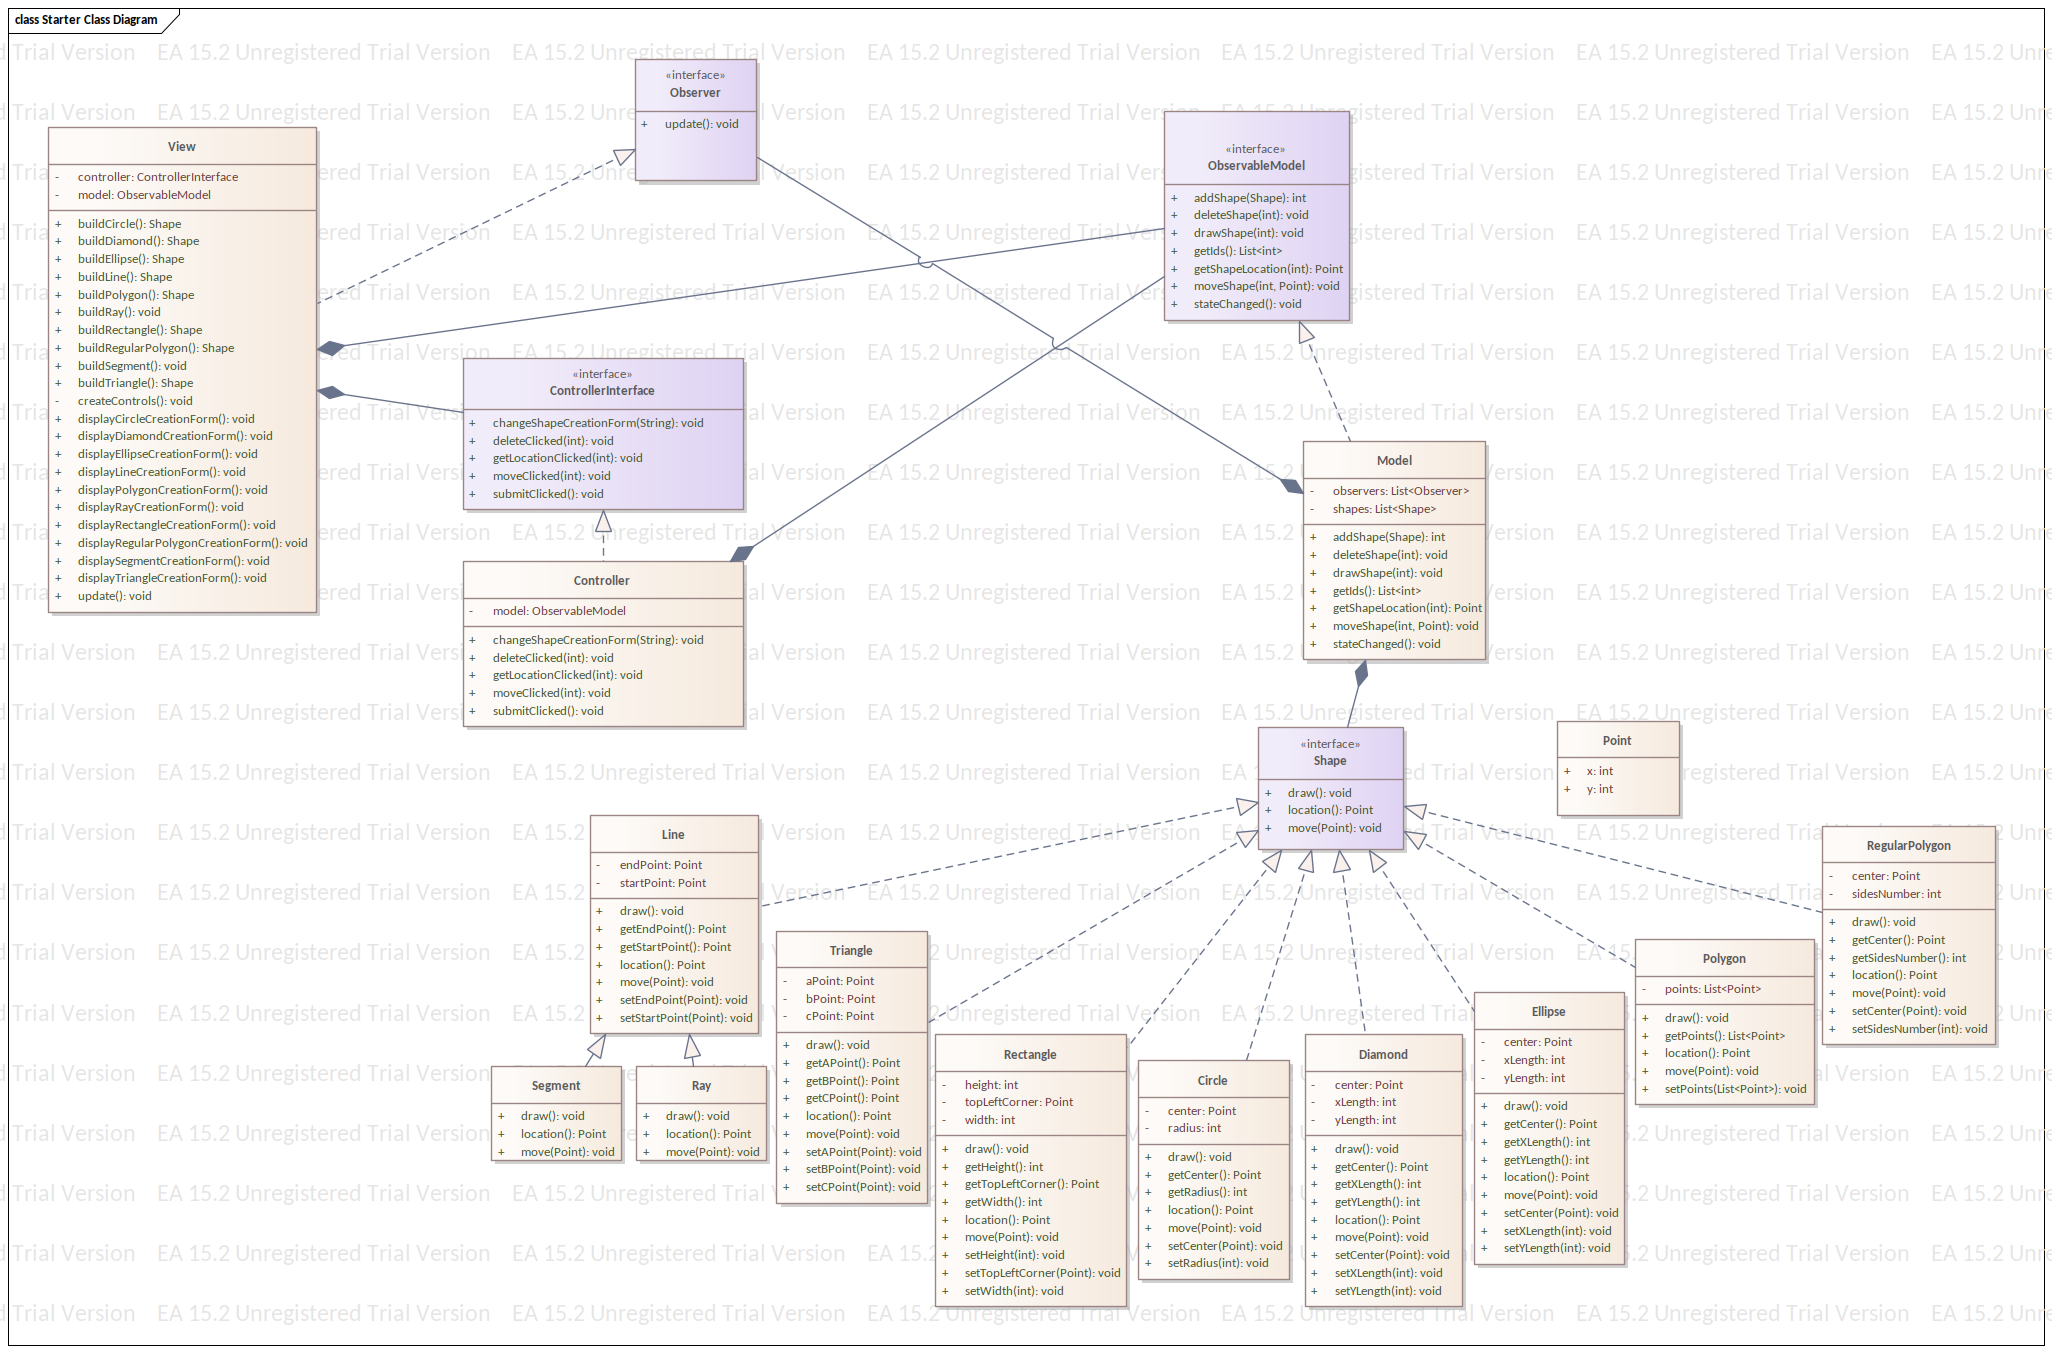 class Starter Class Diagram
«interface»
Observer
+ update(): void
«interface»
ObservableModel
+ addShape(Shape): int
+ deleteShape(int): void
+ drawShape(int): void
+ getIds(): List<int>
+ getShapeLocation(int): Point
+ moveShape(int, Point): void
+ stateChanged(): void
View
- controller: ControllerInterface
- model: ObservableModel
+ buildCircle(): Shape
+ buildDiamond(): Shape
+ buildEllipse(): Shape
+ buildLine(): Shape
+ buildPolygon(): Shape
+ buildRay(): void
+ buildRectangle(): Shape
+ buildRegularPolygon(): Shape
+ buildSegment(): void
+ buildTriangle(): Shape
- createControls(): void
+ displayCircleCreationForm(): void
+ displayDiamondCreationForm(): void
+ displayEllipseCreationForm(): void
+ displayLineCreationForm(): void
+ displayPolygonCreationForm(): void
+ displayRayCreationForm(): void
+ displayRectangleCreationForm(): void
+ displayRegularPolygonCreationForm(): void
+ displaySegmentCreationForm(): void
+ displayTriangleCreationForm(): void
+ update(): void
«interface»
ControllerInterface
+ changeShapeCreationForm(String): void
+ deleteClicked(int): void
+ getLocationClicked(int): void
+ moveClicked(int): void
+ submitClicked(): void
Controller
- model: ObservableModel
+ changeShapeCreationForm(String): void
+ deleteClicked(int): void
+ getLocationClicked(int): void
+ moveClicked(int): void
+ submitClicked(): void
Model
- observers: List<Observer>
- shapes: List<Shape>
+ addShape(Shape): int
+ deleteShape(int): void
+ drawShape(int): void
+ getIds(): List<int>
+ getShapeLocation(int): Point
+ moveShape(int, Point): void
+ stateChanged(): void
«interface»
Shape
+ draw(): void
+ location(): Point
+ move(Point): void
Point
+ x: int
+ y: int
Line
- endPoint: Point
- startPoint: Point
+ draw(): void
+ getEndPoint(): Point
+ getStartPoint(): Point
+ location(): Point
+ move(Point): void
+ setEndPoint(Point): void
+ setStartPoint(Point): void
Segment
+ draw(): void
+ location(): Point
+ move(Point): void
Ray
+ draw(): void
+ location(): Point
+ move(Point): void
Triangle
- aPoint: Point
- bPoint: Point
- cPoint: Point
+ draw(): void
+ getAPoint(): Point
+ getBPoint(): Point
+ getCPoint(): Point
+ location(): Point
+ move(Point): void
+ setAPoint(Point): void
+ setBPoint(Point): void
+ setCPoint(Point): void
Rectangle
- height: int
- topLeftCorner: Point
- width: int
+ draw(): void
+ getHeight(): int
+ getTopLeftCorner(): Point
+ getWidth(): int
+ location(): Point
+ move(Point): void
+ setHeight(int): void
+ setTopLeftCorner(Point): void
+ setWidth(int): void
Circle
- center: Point
- radius: int
+ draw(): void
+ getCenter(): Point
+ getRadius(): int
+ location(): Point
+ move(Point): void
+ setCenter(Point): void
+ setRadius(int): void
Diamond
- center: Point
- xLength: int
- yLength: int
+ draw(): void
+ getCenter(): Point
+ getXLength(): int
+ getYLength(): int
+ location(): Point
+ move(Point): void
+ setCenter(Point): void
+ setXLength(int): void
+ setYLength(int): void
Ellipse
- center: Point
- xLength: int
- yLength: int
+ draw(): void
+ getCenter(): Point
+ getXLength(): int
+ getYLength(): int
+ location(): Point
+ move(Point): void
+ setCenter(Point): void
+ setXLength(int): void
+ setYLength(int): void
Polygon
- points: List<Point>
+ draw(): void
+ getPoints(): List<Point>
+ location(): Point
+ move(Point): void
+ setPoints(List<Point>): void
RegularPolygon
- center: Point
- sidesNumber: int
+ draw(): void
+ getCenter(): Point
+ getSidesNumber(): int
+ location(): Point
+ move(Point): void
+ setCenter(Point): void
+ setSidesNumber(int): void
EA 15.2 Unregistered Trial Version